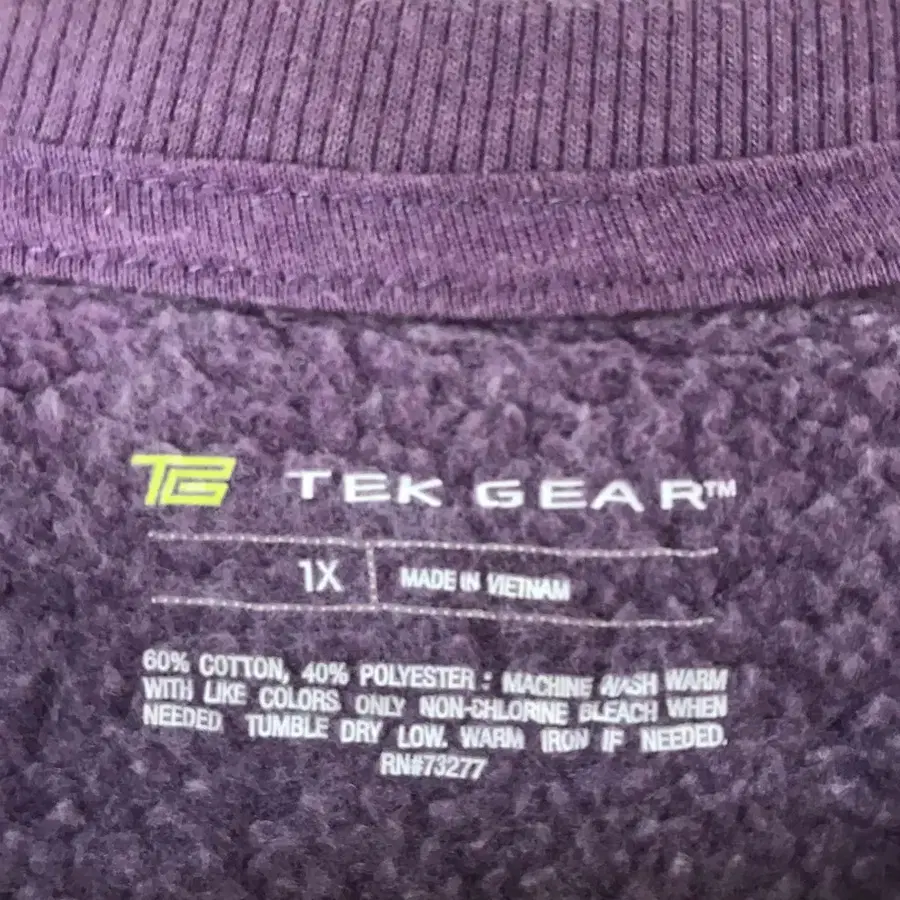 TG TEK GEAR™
1X MADE IN VIETNAM
60% COTTON, 40% POLYESTER : MACHINE WASH WARM
WITH LIKE COLORS ONLY NON-CHLORINE BLEACH WHEN
NEEDED TUMBLE DRY LOW. WARM IRON IF NEEDED.
RN#73277